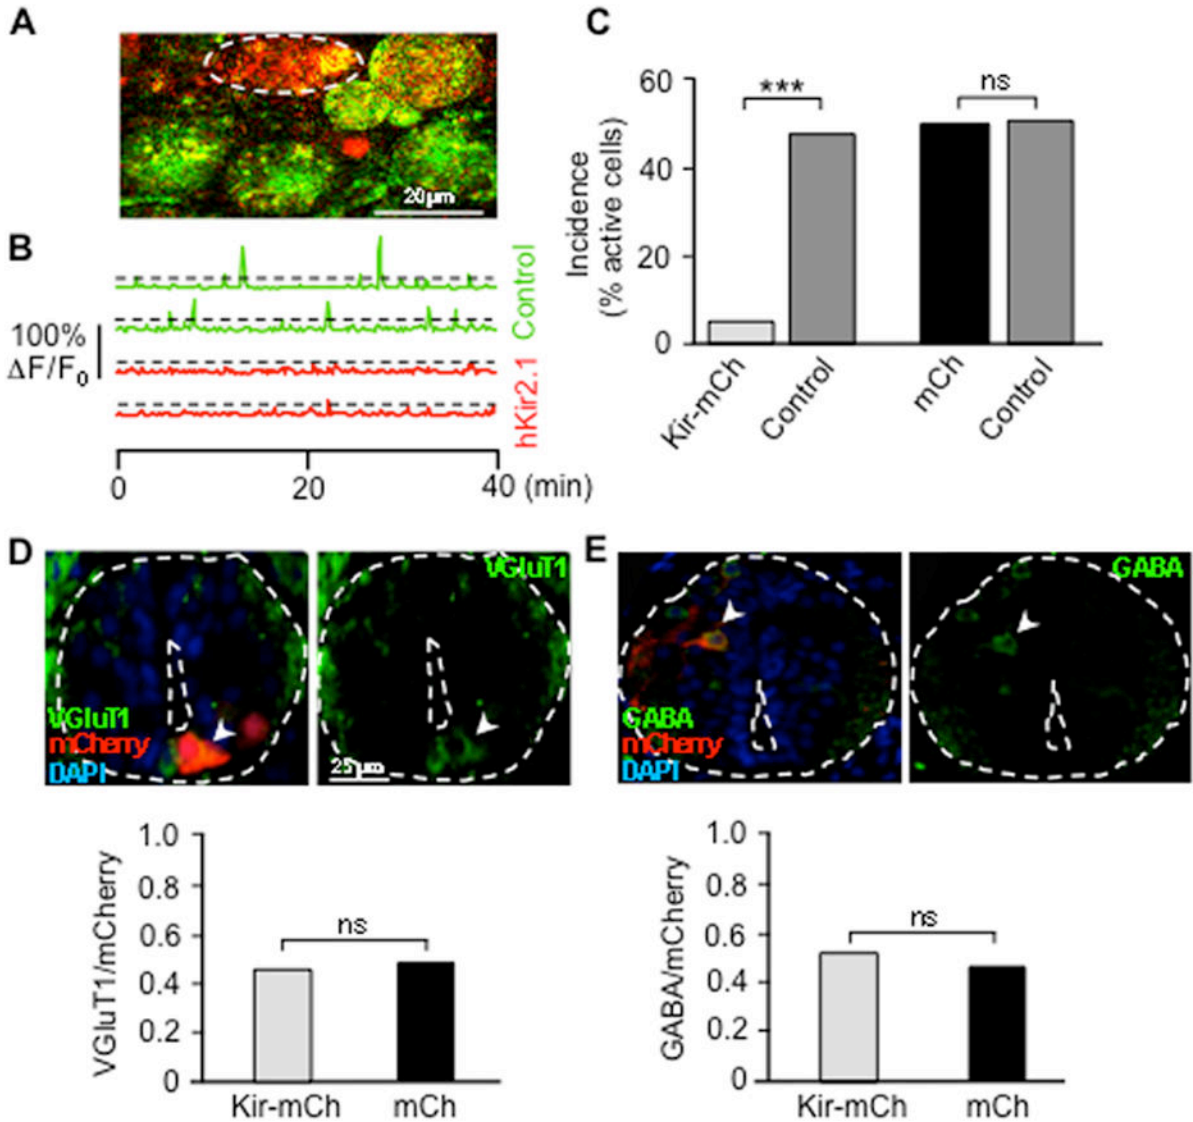 A
20µm
B
100%
ΔF/F0
Control
hKir2.1
0 20 40 (min)
C
Incidence
(% active cells)
60
40
20
0
***
ns
Kir-mCh
Control
mCh
Control
D
VGluT1
mCherry
DAPI
VGluT1
25µm
VGluT1/mCherry
1.0
0.8
0.6
0.4
0.2
0
ns
Kir-mCh mCh
E
GABA
mCherry
DAPI
GABA
GABA/mCherry
1.0
0.8
0.6
0.4
0.2
0
ns
Kir-mCh mCh